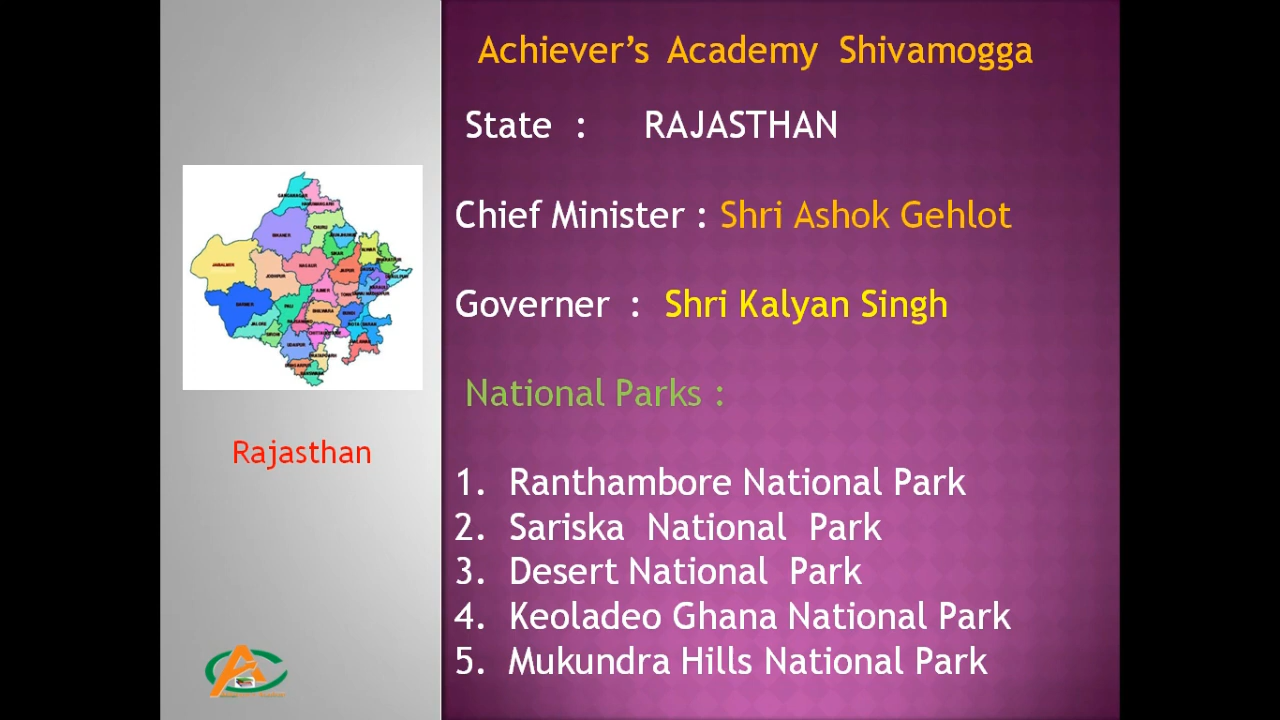 Achiever’s Academy Shivamogga
State : RAJASTHAN
Chief Minister : Shri Ashok Gehlot
Governer : Shri Kalyan Singh
National Parks :
1. Ranthambore National Park
2. Sariska National Park
3. Desert National Park
4. Keoladeo Ghana National Park
5. Mukundra Hills National Park
Rajasthan